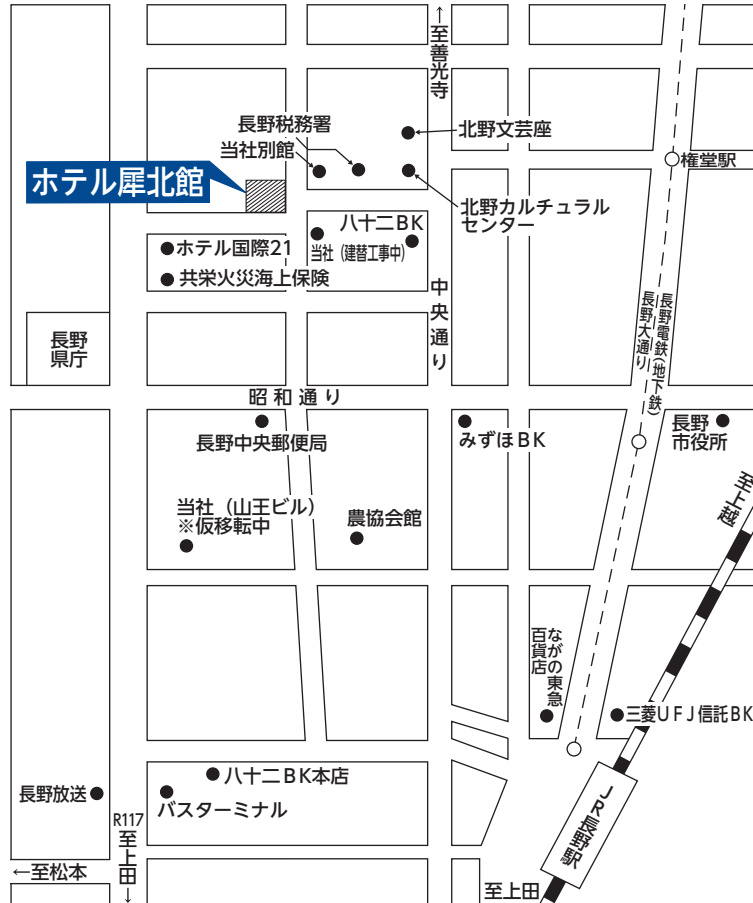 ←至善光寺
長野税務署
当社別館
北野文芸座
権堂駅
ホテル犀北館
北野カルチュラル
センター
八十二BK
当社（建替工事中）
ホテル国際21
共栄火災海上保険
中央通り
長野電鉄（地下鉄）
長野大通り
長野
県庁
昭和通り
長野中央郵便局
みずほBK
長野
市役所
至上越
当社（山王ビル）
※仮移転中
農協会館
ながの東急
百貨店
三菱UFJ信託BK
八十二BK本店
バスターミナル
長野放送
JR長野駅
R117
至上田→
←至松本
至上田